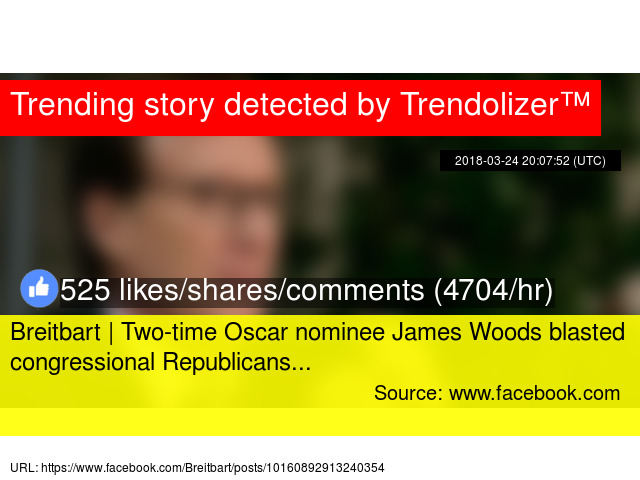 Trending story detected by Trendolizer™
2018-03-24 20:07:52 (UTC)
525 likes/shares/comments (4704/hr)
Breitbart | Two-time Oscar nominee James Woods blasted
congressional Republicans...
Source: www.facebook.com
URL: https://www.facebook.com/Breitbart/posts/10160892913240354